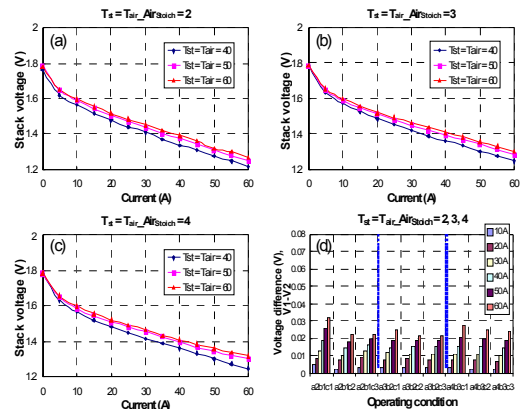 Tst = Tair_AirStoich = 2
(a)
Tst = Tair = 40
Tst = Tair = 50
Tst = Tair = 60
Stack voltage (V)
2
1.8
1.6
1.4
1.2
0 10 20 30 40 50 60
Current (A)
Tst = Tair_AirStoich = 3
(b)
Tst = Tair = 40
Tst = Tair = 50
Tst = Tair = 60
Stack voltage (V)
2
1.8
1.6
1.4
1.2
0 10 20 30 40 50 60
Current (A)
Tst = Tair_AirStoich = 4
(c)
Tst = Tair = 40
Tst = Tair = 50
Tst = Tair = 60
Stack voltage (V)
2
1.8
1.6
1.4
1.2
0 10 20 30 40 50 60
Current (A)
Tst = Tair_AirStoich = 2, 3, 4
(d)
10A
20A
30A
40A
50A
60A
Voltage difference (V),
V1-V2
0.08
0.06
0.04
0.02
0.01
0
a2b1c1 a2b1c2 a2b1c3
Operating condition